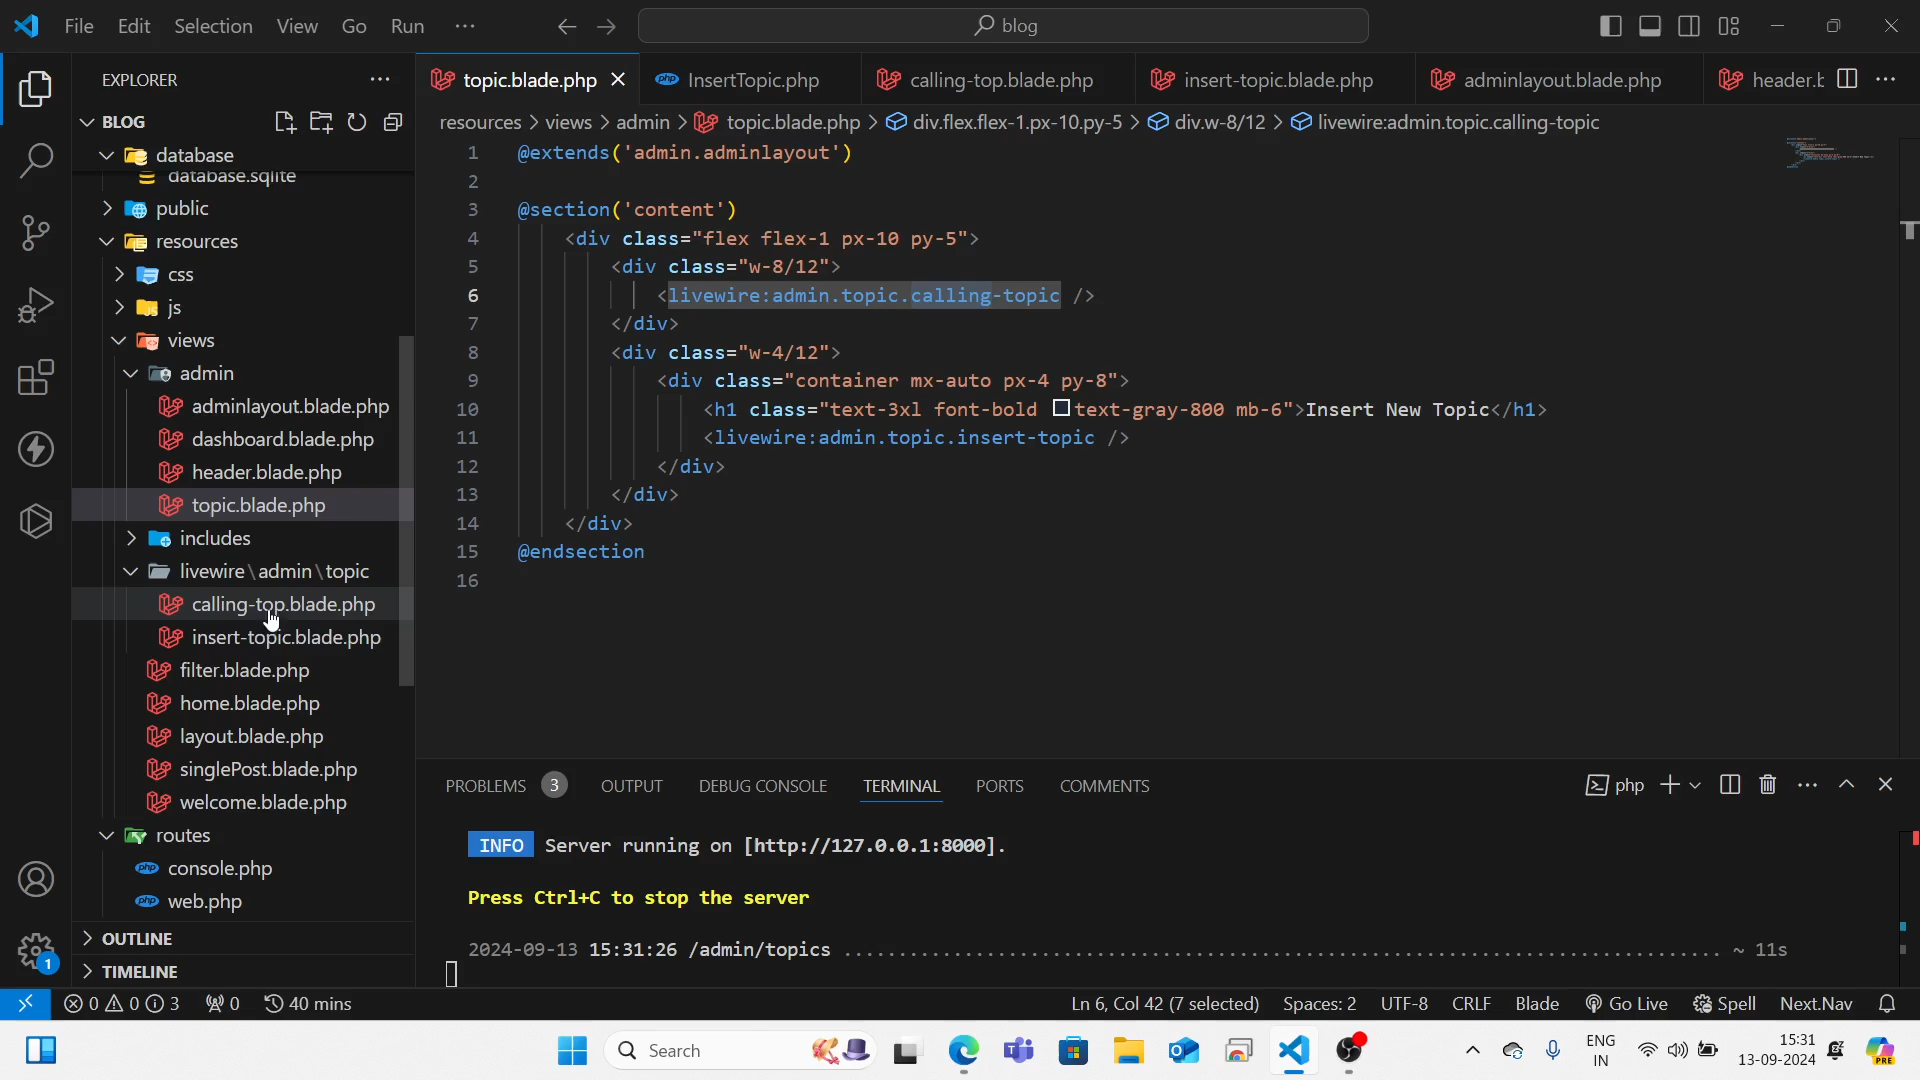 File Edit Selection View Go Run ··· blog
EXPLORER ···
topic.blade.php InsertTopic.php calling-top.blade.php insert-topic.blade.php adminlayout.blade.php header.b
BLOG
resources > views > admin > topic.blade.php > div.flex.flex-1.px-10.py-5 > div.w-8/12 > livewire:admin.topic.calling-topic
database
database.sqlite
public
resources
css
js
views
admin
adminlayout.blade.php
dashboard.blade.php
header.blade.php
topic.blade.php
includes
livewire\admin\topic
calling-top.blade.php
insert-topic.blade.php
filter.blade.php
home.blade.php
layout.blade.php
singlePost.blade.php
welcome.blade.php
routes
console.php
web.php
OUTLINE
TIMELINE
1 @extends('admin.adminlayout')
2
3 @section('content')
4 <div class="flex flex-1 px-10 py-5">
5 <div class="w-8/12">
6 <livewire:admin.topic.calling-topic />
7 </div>
8 <div class="w-4/12">
9 <div class="container mx-auto px-4 py-8">
10 <h1 class="text-3xl font-bold text-gray-800 mb-6">Insert New Topic</h1>
11 <livewire:admin.topic.insert-topic />
12 </div>
13 </div>
14 </div>
15 @endsection
16
PROBLEMS 3 OUTPUT DEBUG CONSOLE TERMINAL PORTS COMMENTS php
INFO Server running on [http://127.0.0.1:8000].
Press Ctrl+C to stop the server
2024-09-13 15:31:26 /admin/topics ........................................................................... ~ 11s
1
0 0 3 0 40 mins Ln 6, Col 42 (7 selected) Spaces: 2 UTF-8 CRLF Blade Go Live Spell Next.Nav
Search ENG IN 15:31 13-09-2024 PRE